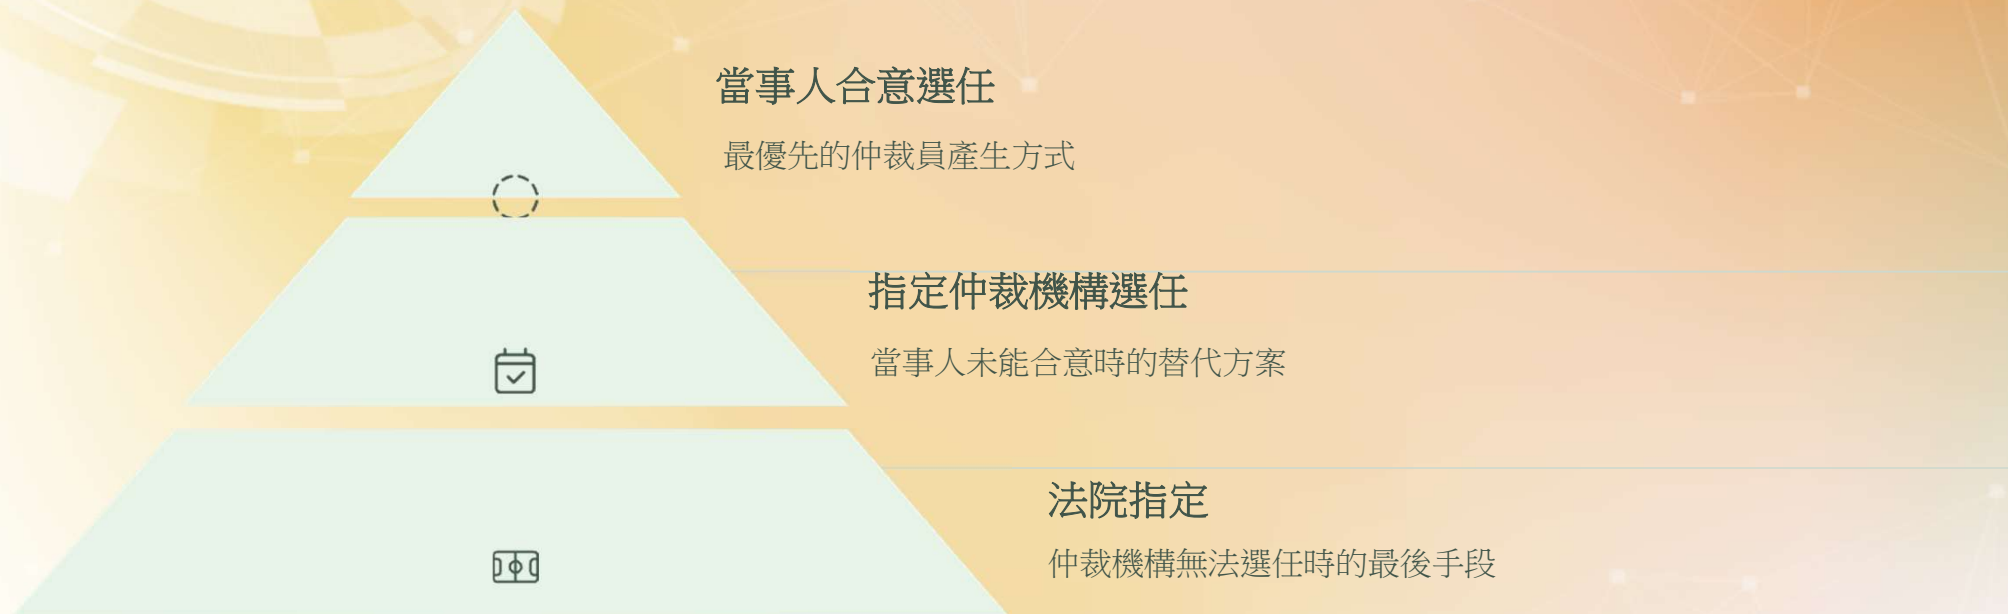 當事人合意選任
最優先的仲裁員產生方式
指定仲裁機構選任
當事人未能合意時的替代方案
法院指定
仲裁機構無法選任時的最後手段